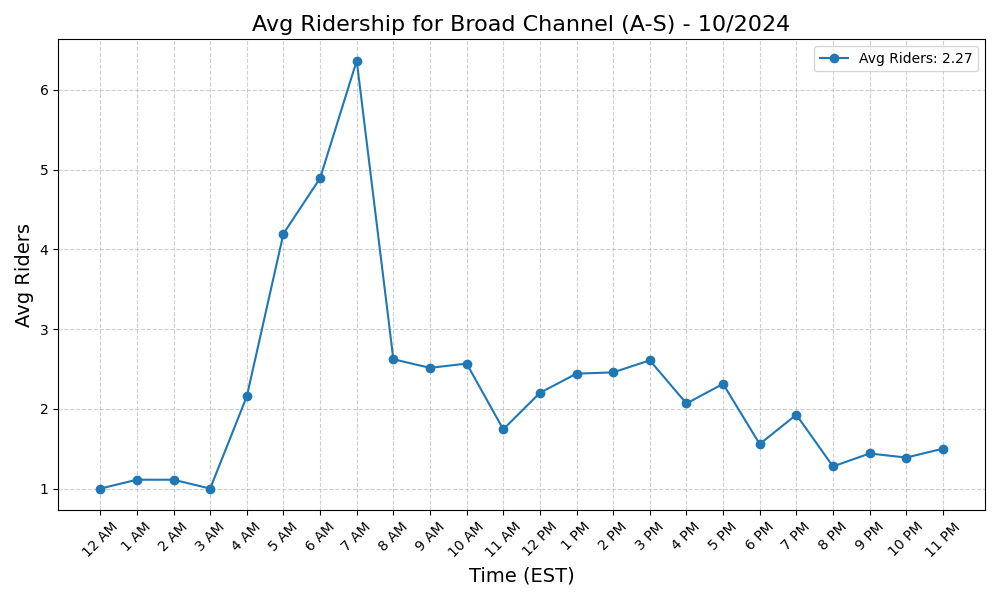 Avg Ridership for Broad Channel (A-S) - 10/2024
Avg Riders: 2.27
Avg Riders
6
5
4
3
2
1
12 AM
1 AM
2 AM
3 AM
4 AM
5 AM
6 AM
7 AM
8 AM
9 AM
10 AM
11 AM
12 PM
1 PM
2 PM
3 PM
4 PM
5 PM
6 PM
7 PM
8 PM
9 PM
10 PM
11 PM
Time (EST)